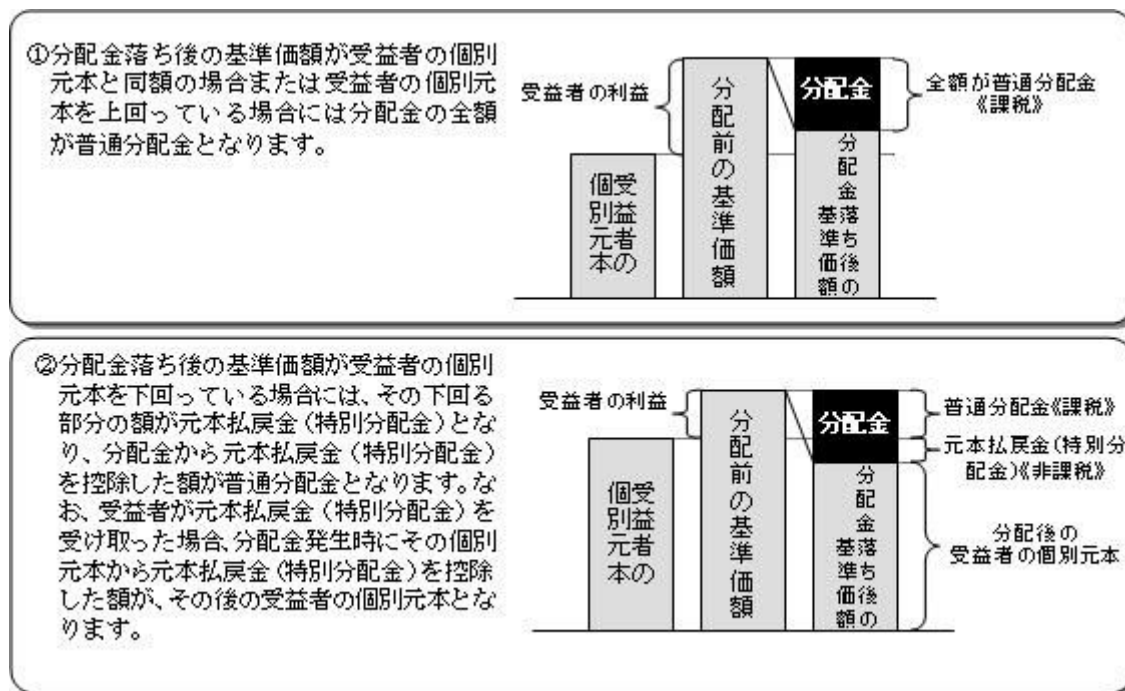 ①分配金落ち後の基準価額が受益者の個別
元本と同額の場合または受益者の個別元
本を上回っている場合には分配金の全額
が普通分配金となります。
受益者の利益
受益者の
個別元本
分配前の基準価額
分配金
分配金落ち後の
基準価額
全額が普通分配金
《課税》
②分配金落ち後の基準価額が受益者の個別
元本を下回っている場合には、その下回る
部分の額が元本払戻金(特別分配金)とな
り、分配金から元本払戻金(特別分配金)
を控除した額が普通分配金となります。な
お、受益者が元本払戻金(特別分配金)を
受け取った場合、分配金発生時にその個別
元本から元本払戻金(特別分配金)を控除
した額が、その後の受益者の個別元本とな
ります。
受益者の利益
受益者の
個別元本
分配前の基準価額
分配金
分配金落ち後の
基準価額
普通分配金《課税》
元本払戻金(特別分
配金)《非課税》
分配後の
受益者の個別元本